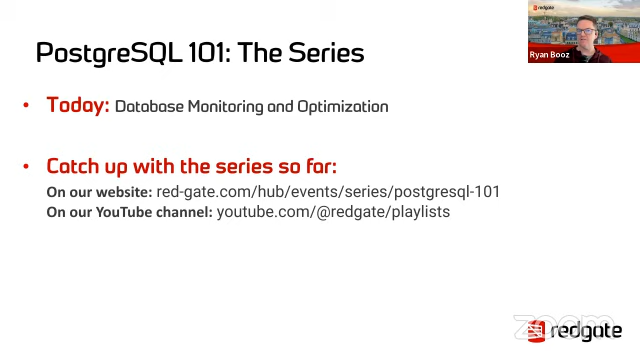 PostgreSQL 101: The Series
redgate
Ryan Booz
• Today: Database Monitoring and Optimization
• Catch up with the series so far:
On our website: red-gate.com/hub/events/series/postgresql-101
On our YouTube channel: youtube.com/@redgate/playlists
zoom
redgate